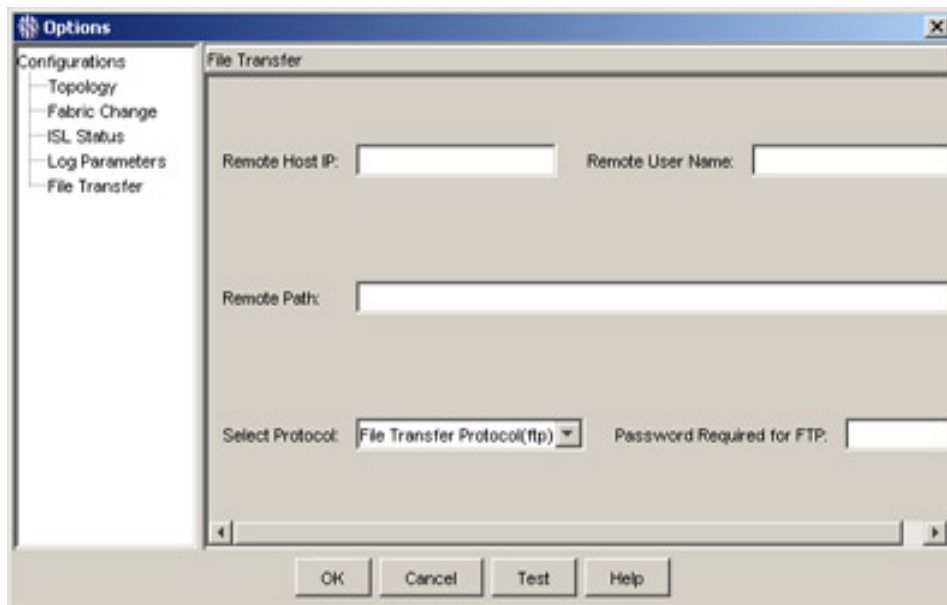 Options
Configurations
Topology
Fabric Change
ISL Status
Log Parameters
File Transfer
File Transfer
Remote Host IP:
Remote User Name:
Remote Path:
Select Protocol:
File Transfer Protocol(ftp)
Password Required for FTP:
OK
Cancel
Test
Help